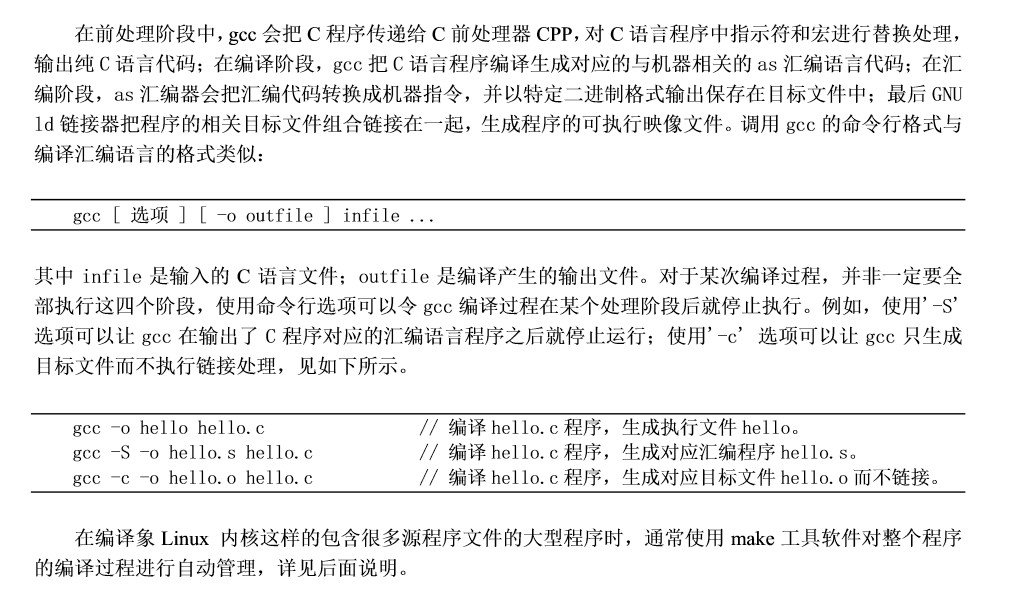 在前处理阶段中，gcc 会把 C 程序传递给 C 前处理器 CPP，对 C 语言程序中指示符和宏进行替换处理，
输出纯 C 语言代码；在编译阶段，gcc 把 C 语言程序编译生成对应的与机器相关的 as 汇编语言代码；在汇
编阶段，as 汇编器会把汇编代码转换成机器指令，并以特定二进制格式输出保存在目标文件中；最后 GNU
ld 链接器把程序的相关目标文件组合链接在一起，生成程序的可执行映像文件。调用 gcc 的命令行格式与
编译汇编语言的格式类似：
gcc [ 选项 ] [ -o outfile ] infile ...
其中 infile 是输入的 C 语言文件；outfile 是编译产生的输出文件。对于某次编译过程，并非一定要全
部执行这四个阶段，使用命令行选项可以令 gcc 编译过程在某个处理阶段后就停止执行。例如，使用'-S'
选项可以让 gcc 在输出了 C 程序对应的汇编语言程序之后就停止运行；使用'-c' 选项可以让 gcc 只生成
目标文件而不执行链接处理，见如下所示。
gcc -o hello hello.c // 编译 hello.c 程序，生成执行文件 hello。
gcc -S -o hello.s hello.c // 编译 hello.c 程序，生成对应汇编程序 hello.s。
gcc -c -o hello.o hello.c // 编译 hello.c 程序，生成对应目标文件 hello.o 而不链接。
在编译象 Linux 内核这样的包含很多源程序文件的大型程序时，通常使用 make 工具软件对整个程序
的编译过程进行自动管理，详见后面说明。